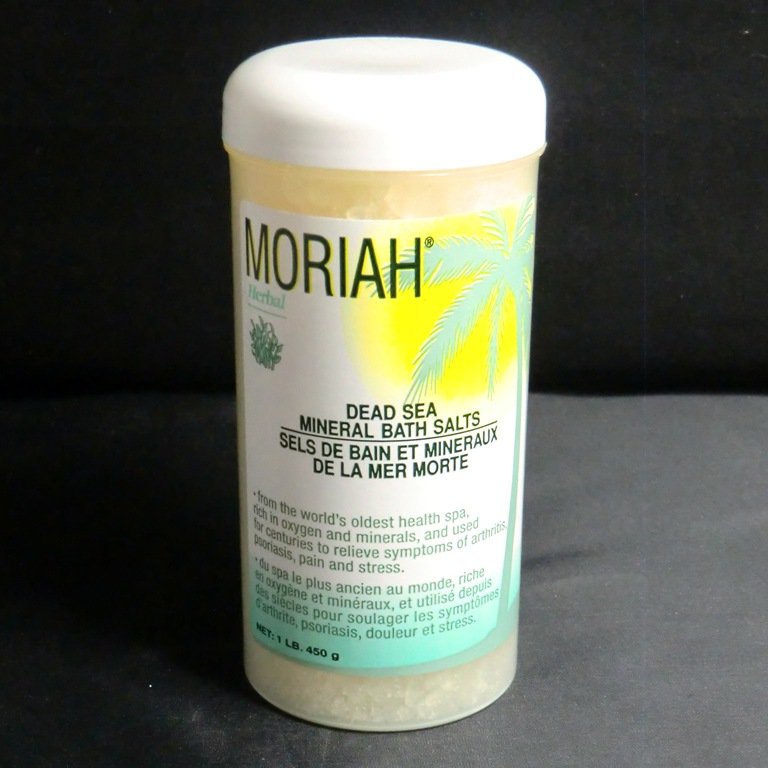 MORIAH®
Herbal
DEAD SEA
MINERAL BATH SALTS
SELS DE BAIN ET MINERAUX
DE LA MER MORTE
• from the world's oldest health spa,
rich in oxygen and minerals, and used
for centuries to relieve symptoms of arthritis,
psoriasis, pain and stress.
• du spa le plus ancien au monde, riche
en oxygène et minéraux, et utilisé depuis
des siècles pour soulager les symptômes
d'arthrite, psoriasis, douleur et stress.
NET: 1 LB. 450 g